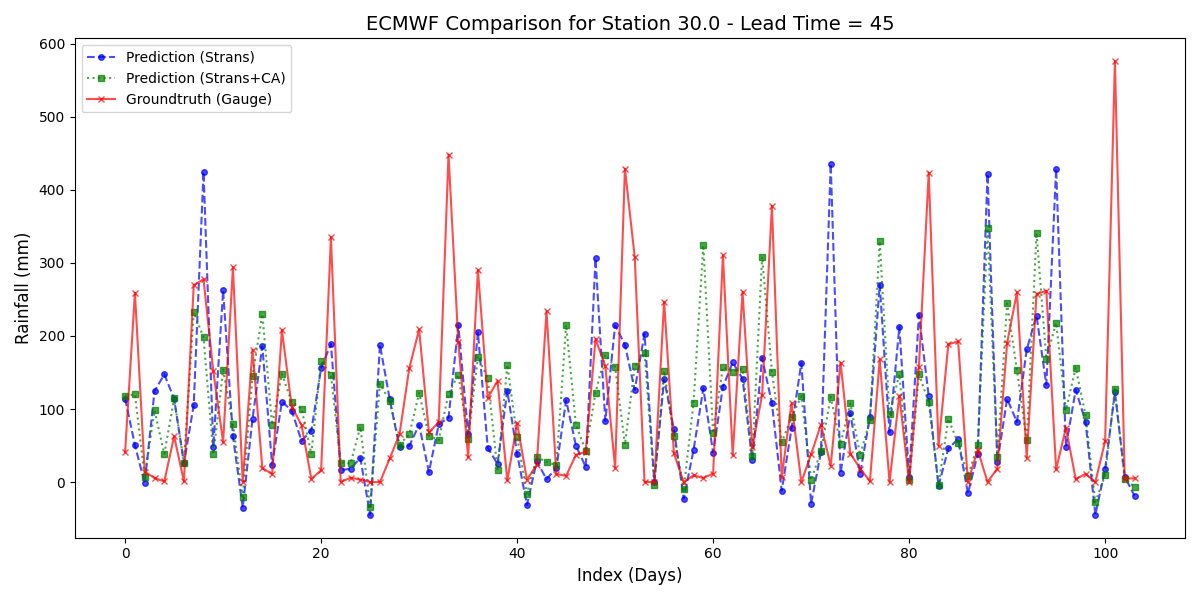 ECMWF Comparison for Station 30.0 - Lead Time = 45
Prediction (Strans)
Prediction (Strans+CA)
Groundtruth (Gauge)
Rainfall (mm)
600
500
400
300
200
100
0
0 20 40 60 80 100
Index (Days)